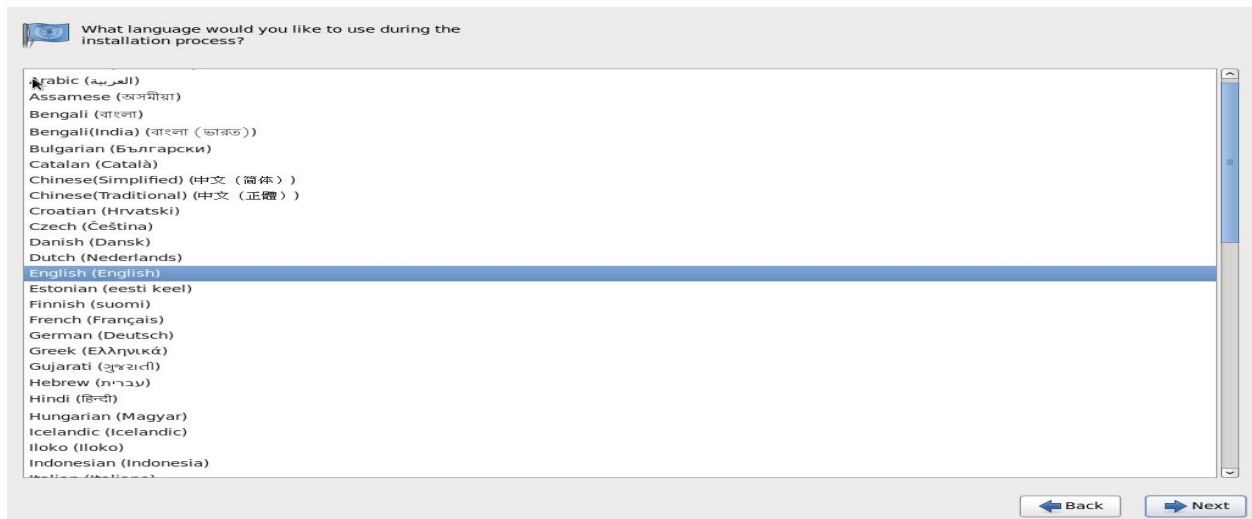 What language would you like to use during the
installation process?
Arabic (العربية)
Assamese (অসমীয়া)
Bengali (বাংলা)
Bengali(India) (বাংলা (ভারত))
Bulgarian (Български)
Catalan (Català)
Chinese(Simplified) (中文（简体）)
Chinese(Traditional) (中文（正體）)
Croatian (Hrvatski)
Czech (Čeština)
Danish (Dansk)
Dutch (Nederlands)
English (English)
Estonian (eesti keel)
Finnish (suomi)
French (Français)
German (Deutsch)
Greek (Ελληνικά)
Gujarati (ગુજરાતી)
Hebrew (עברית)
Hindi (हिन्दी)
Hungarian (Magyar)
Icelandic (Icelandic)
Iloko (Iloko)
Indonesian (Indonesia)
Italian (Italiano)
Back
Next